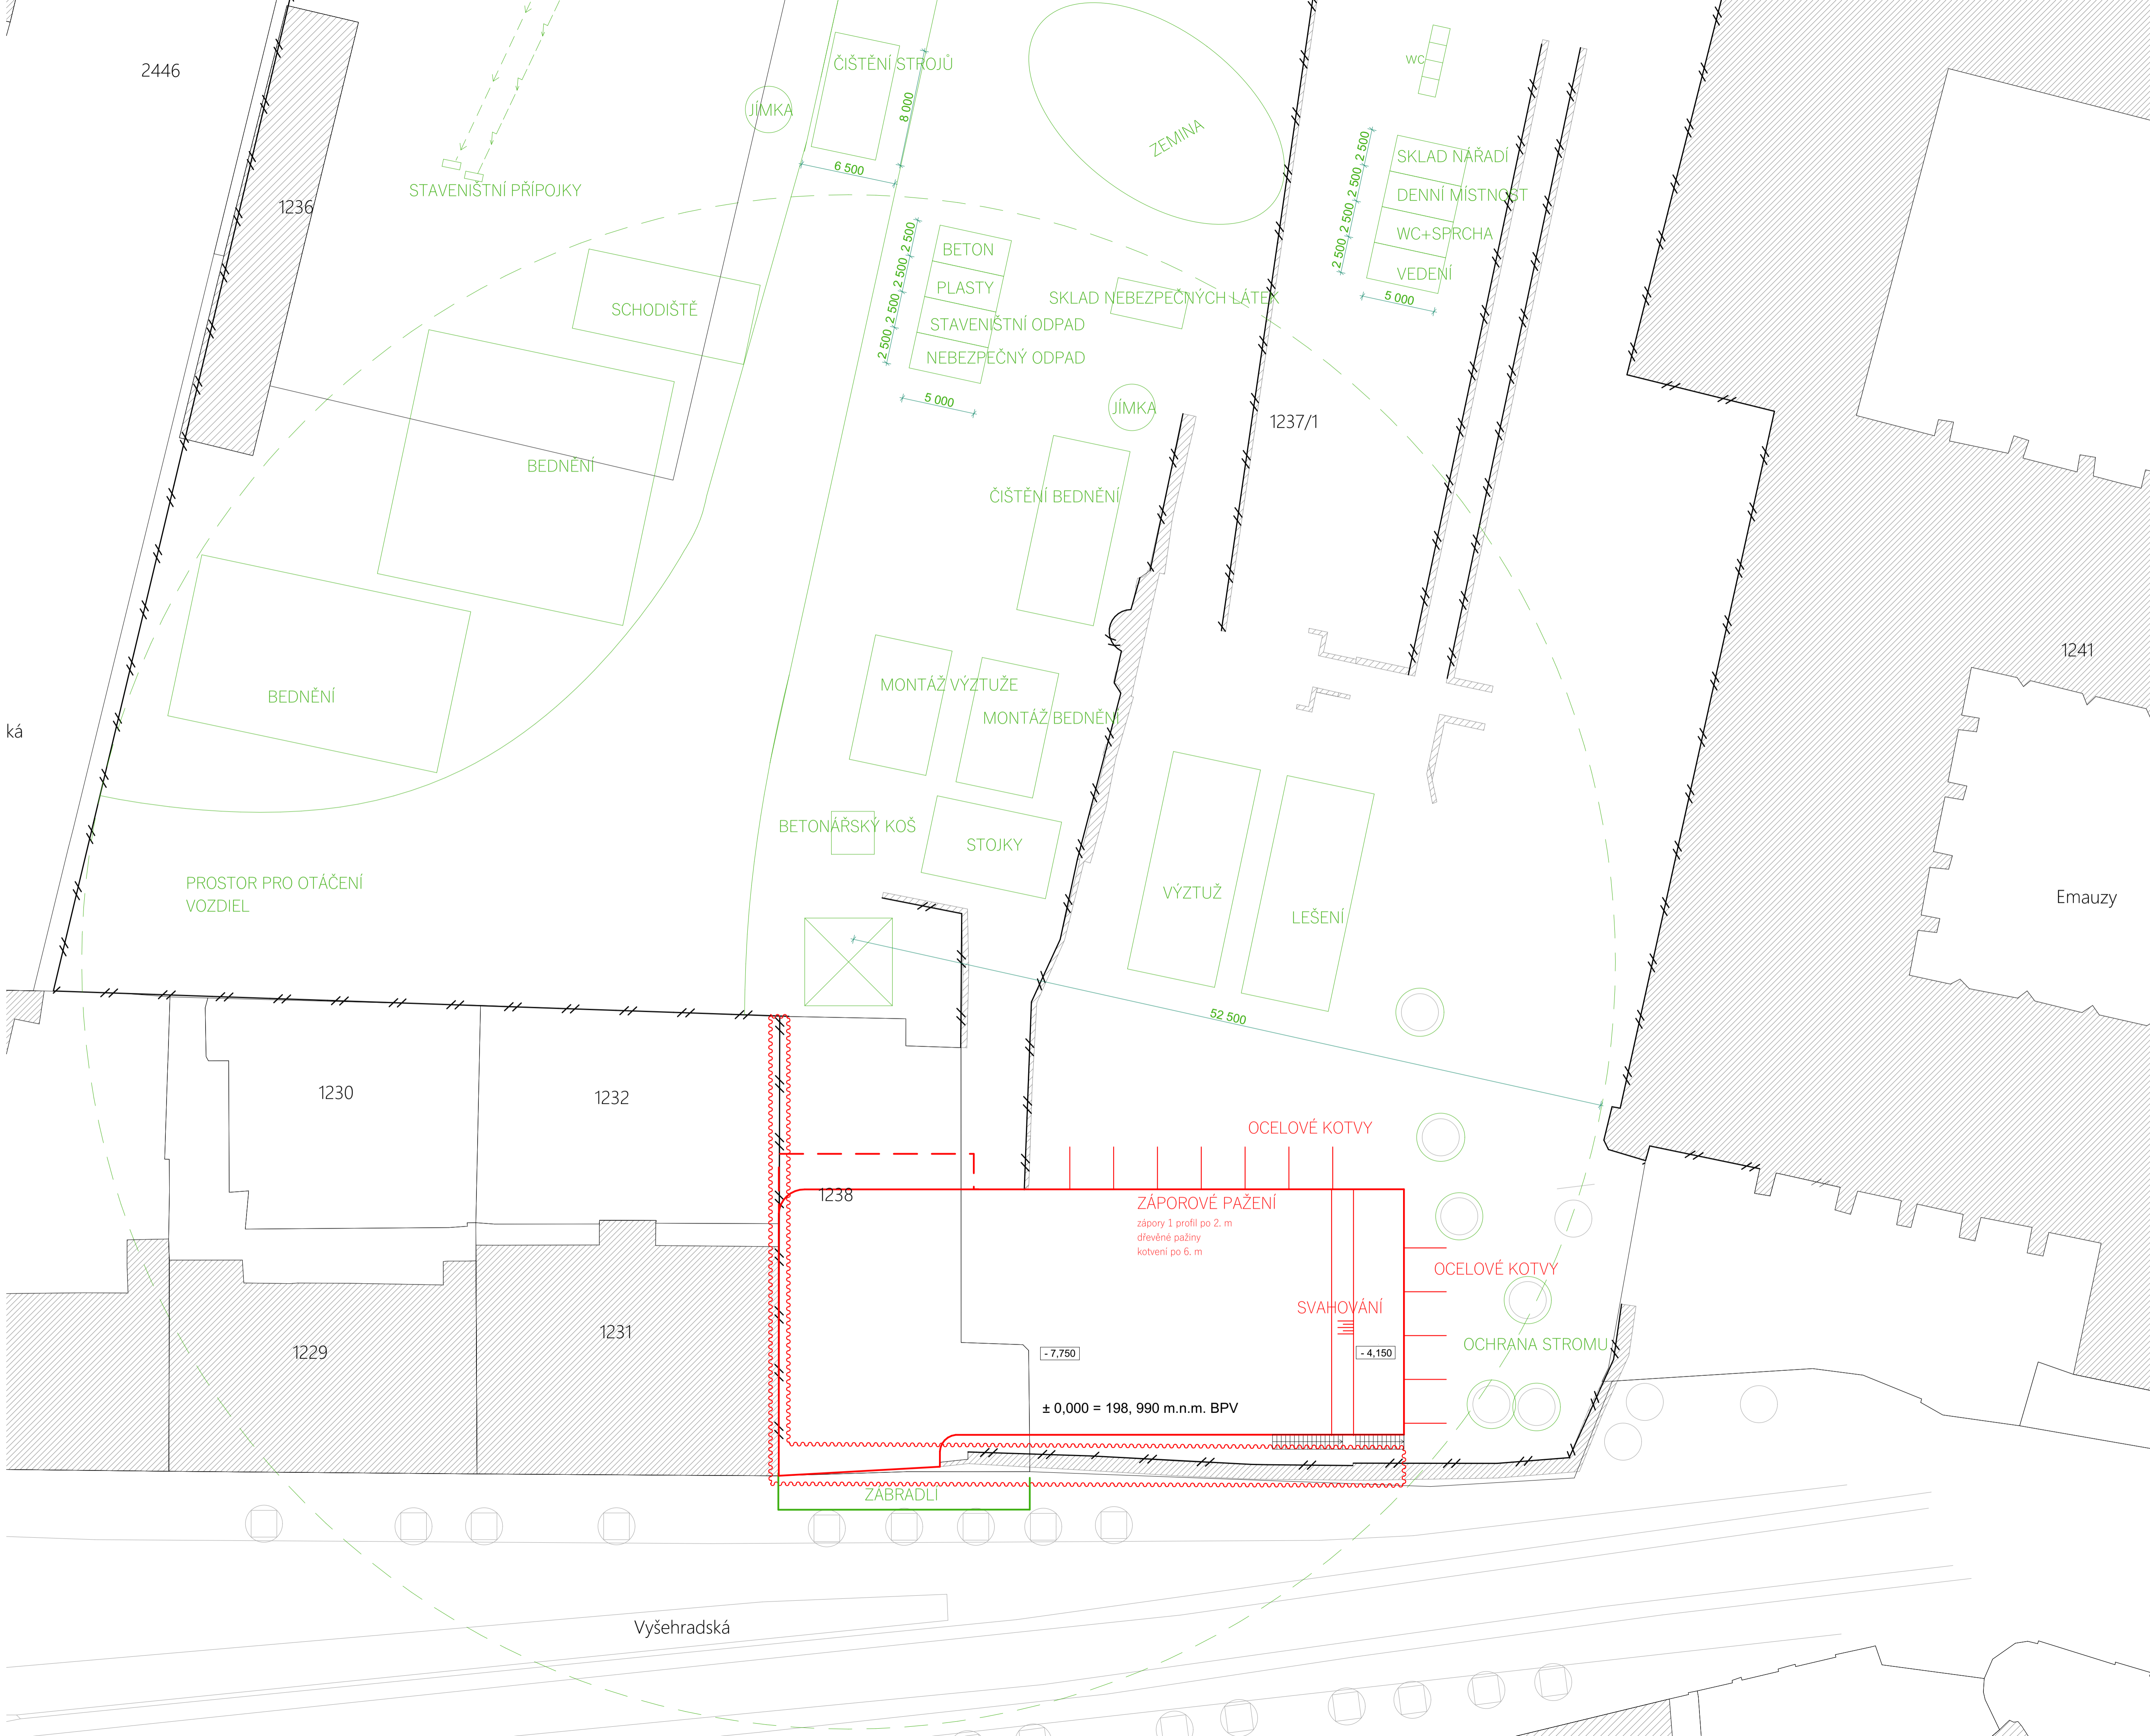 2446
1236
STAVENIŠTNÍ PŘÍPOJKY
JÍMKA
ČIŠTĚNÍ STROJŮ
8 000
6 500
ZEMINA
WC
SKLAD NÁŘADÍ
DENNÍ MÍSTNOST
WC+SPRCHA
VEDENÍ
2 500
2 500
2 500
2 500
5 000
BETON
PLASTY
STAVENIŠTNÍ ODPAD
NEBEZPEČNÝ ODPAD
2 500
2 500
2 500
2 500
5 000
SKLAD NEBEZPEČNÝCH LÁTEK
JÍMKA
1237/1
SCHODIŠTĚ
BEDNĚNÍ
ČIŠTĚNÍ BEDNĚNÍ
BEDNĚNÍ
MONTÁŽ VÝZTUŽE
MONTÁŽ BEDNĚNÍ
1241
ká
BETONÁŘSKÝ KOŠ
STOJKY
VÝZTUŽ
LEŠENÍ
Emauzy
PROSTOR PRO OTÁČENÍ
VOZDIEL
52 500
1230
1232
1238
OCELOVÉ KOTVY
ZÁPOROVÉ PAŽENÍ
zápory 1 profil po 2. m
dřevěné pažiny
kotvení po 6. m
OCELOVÉ KOTVY
SVAHOVÁNÍ
OCHRANA STROMU
1229
1231
- 7,750
- 4,150
± 0,000 = 198, 990 m.n.m. BPV
ZÁBRADLÍ
Vyšehradská